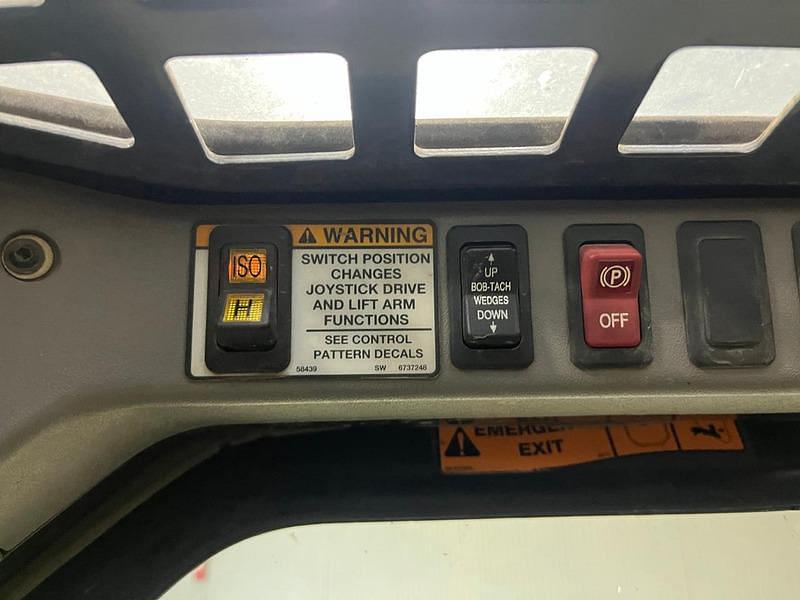 ISO
H
WARNING
SWITCH POSITION
CHANGES
JOYSTICK DRIVE
AND LIFT ARM
FUNCTIONS
SEE CONTROL
PATTERN DECALS
58439 SW 6737248
UP
BOB-TACH
WEDGES
DOWN
P
OFF
EXIT